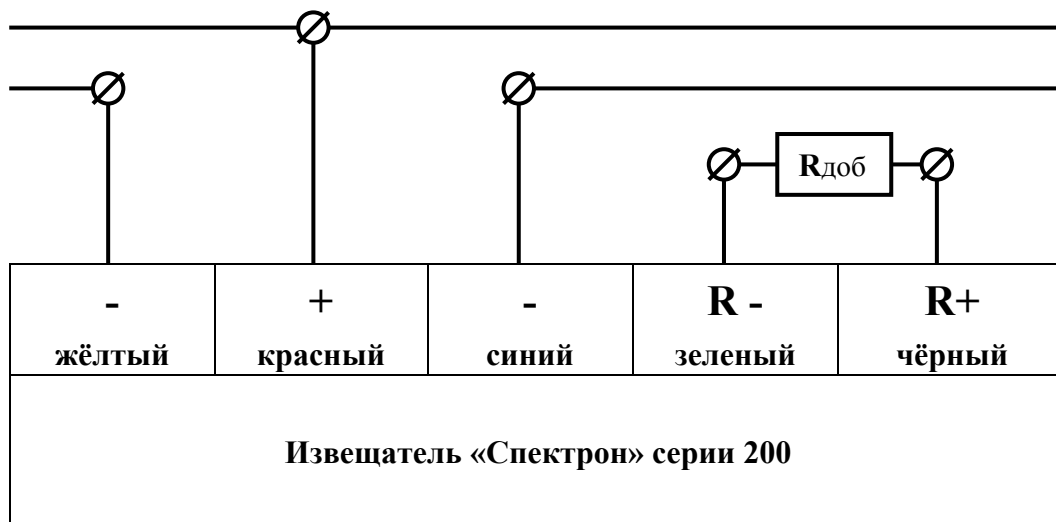 Rдоб
- + - R - R+
жёлтый красный синий зеленый чёрный
Извещатель «Спектрон» серии 200